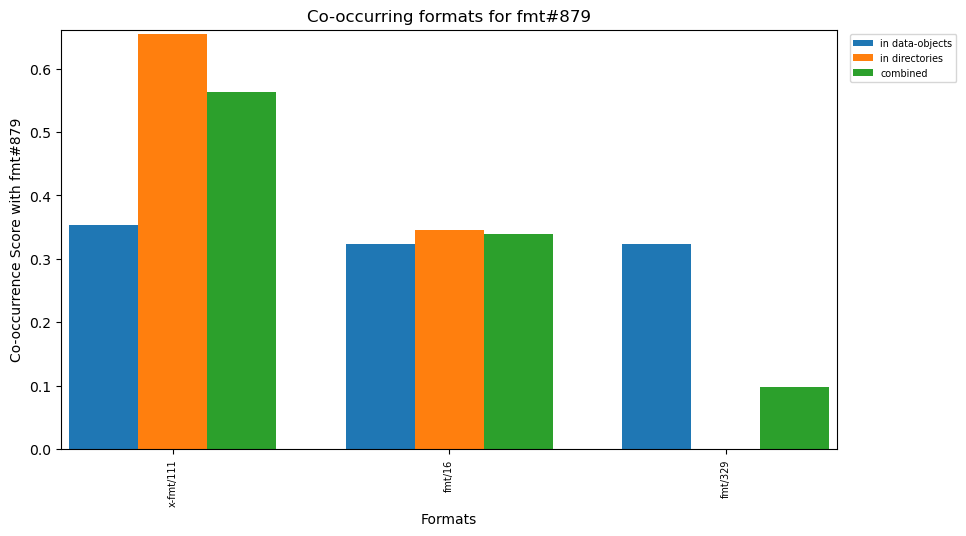 Co-occurring formats for fmt#879
in data-objects
in directories
combined
Co-occurrence Score with fmt#879
0.6
0.5
0.4
0.3
0.2
0.1
0.0
x-fmt/111
fmt/16
fmt/329
Formats